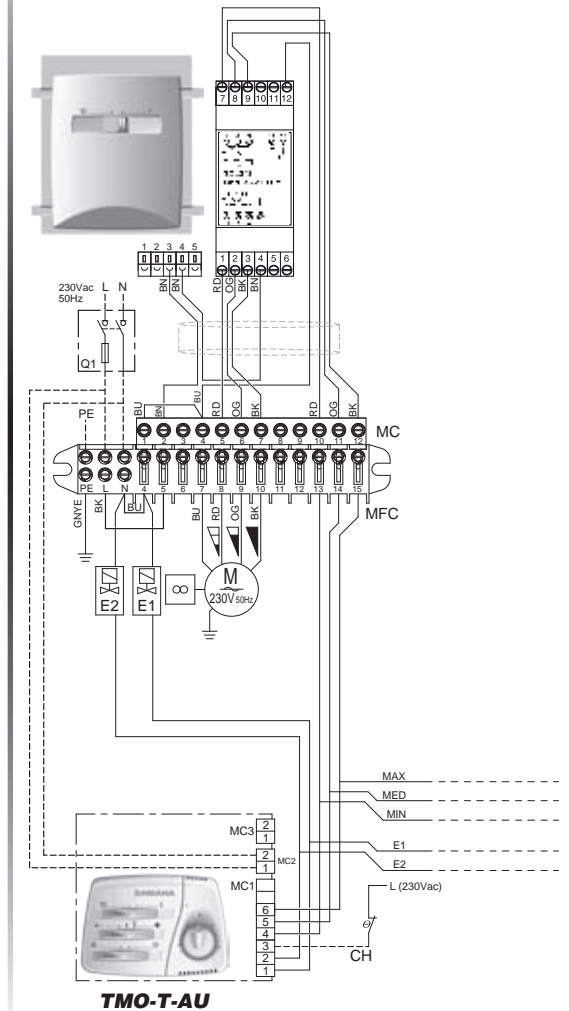 7 8 9 10 11 12
1 2 3 4 5
1 2 3 4 5 6
BN BN
RD OG BK BN
230Vac L N
50Hz
Q1
PE
BU BN BU RD OG BK RD OG BK
1 2 3 4 5 6 7 8 9 10 11 12
MC
PE L N 4 5 6 7 8 9 10 11 12 13 14 15
MFC
GNYE BK BU BU RD OG BK
E2 E1
M
230V 50Hz
MAX
MED
MIN
E1
E2
MC3 2
1
2 MC2
1
MC1
6
5
4
3
2
1
L (230Vac)
CH
SABIANA
TMO-T-AU